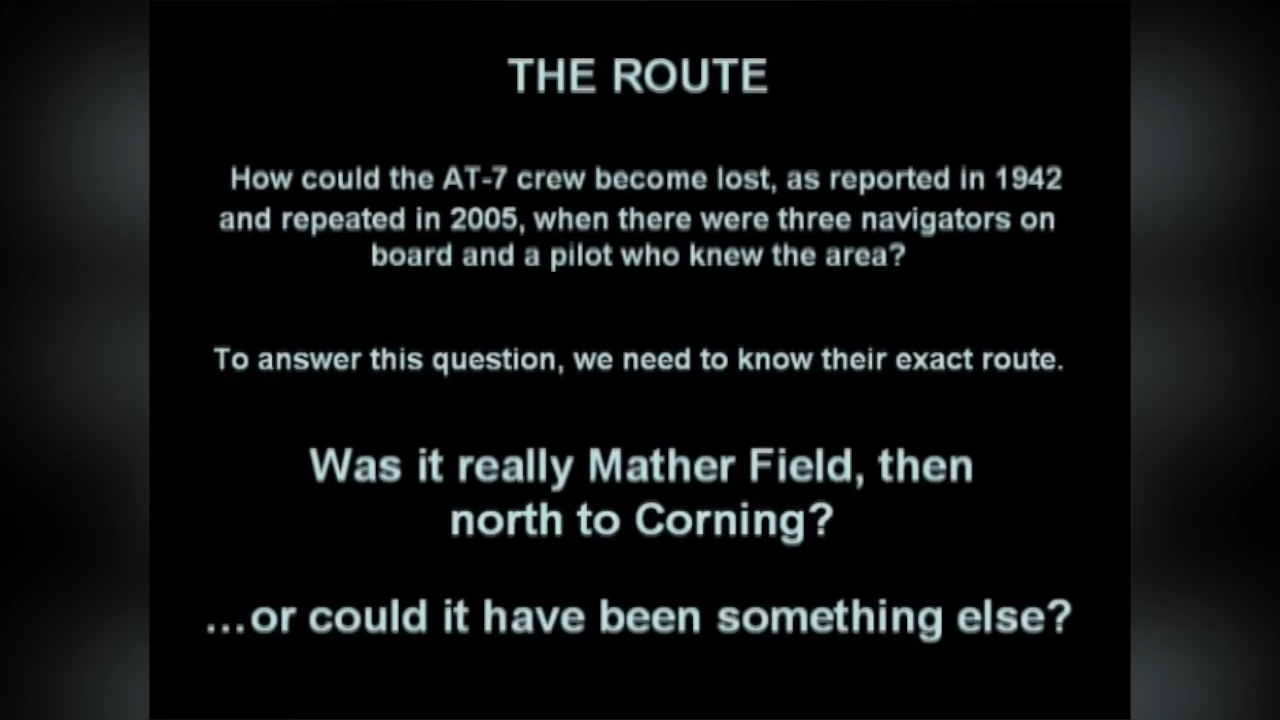 THE ROUTE
How could the AT-7 crew become lost, as reported in 1942
and repeated in 2005, when there were three navigators on
board and a pilot who knew the area?
To answer this question, we need to know their exact route.
Was it really Mather Field, then
north to Corning?
...or could it have been something else?